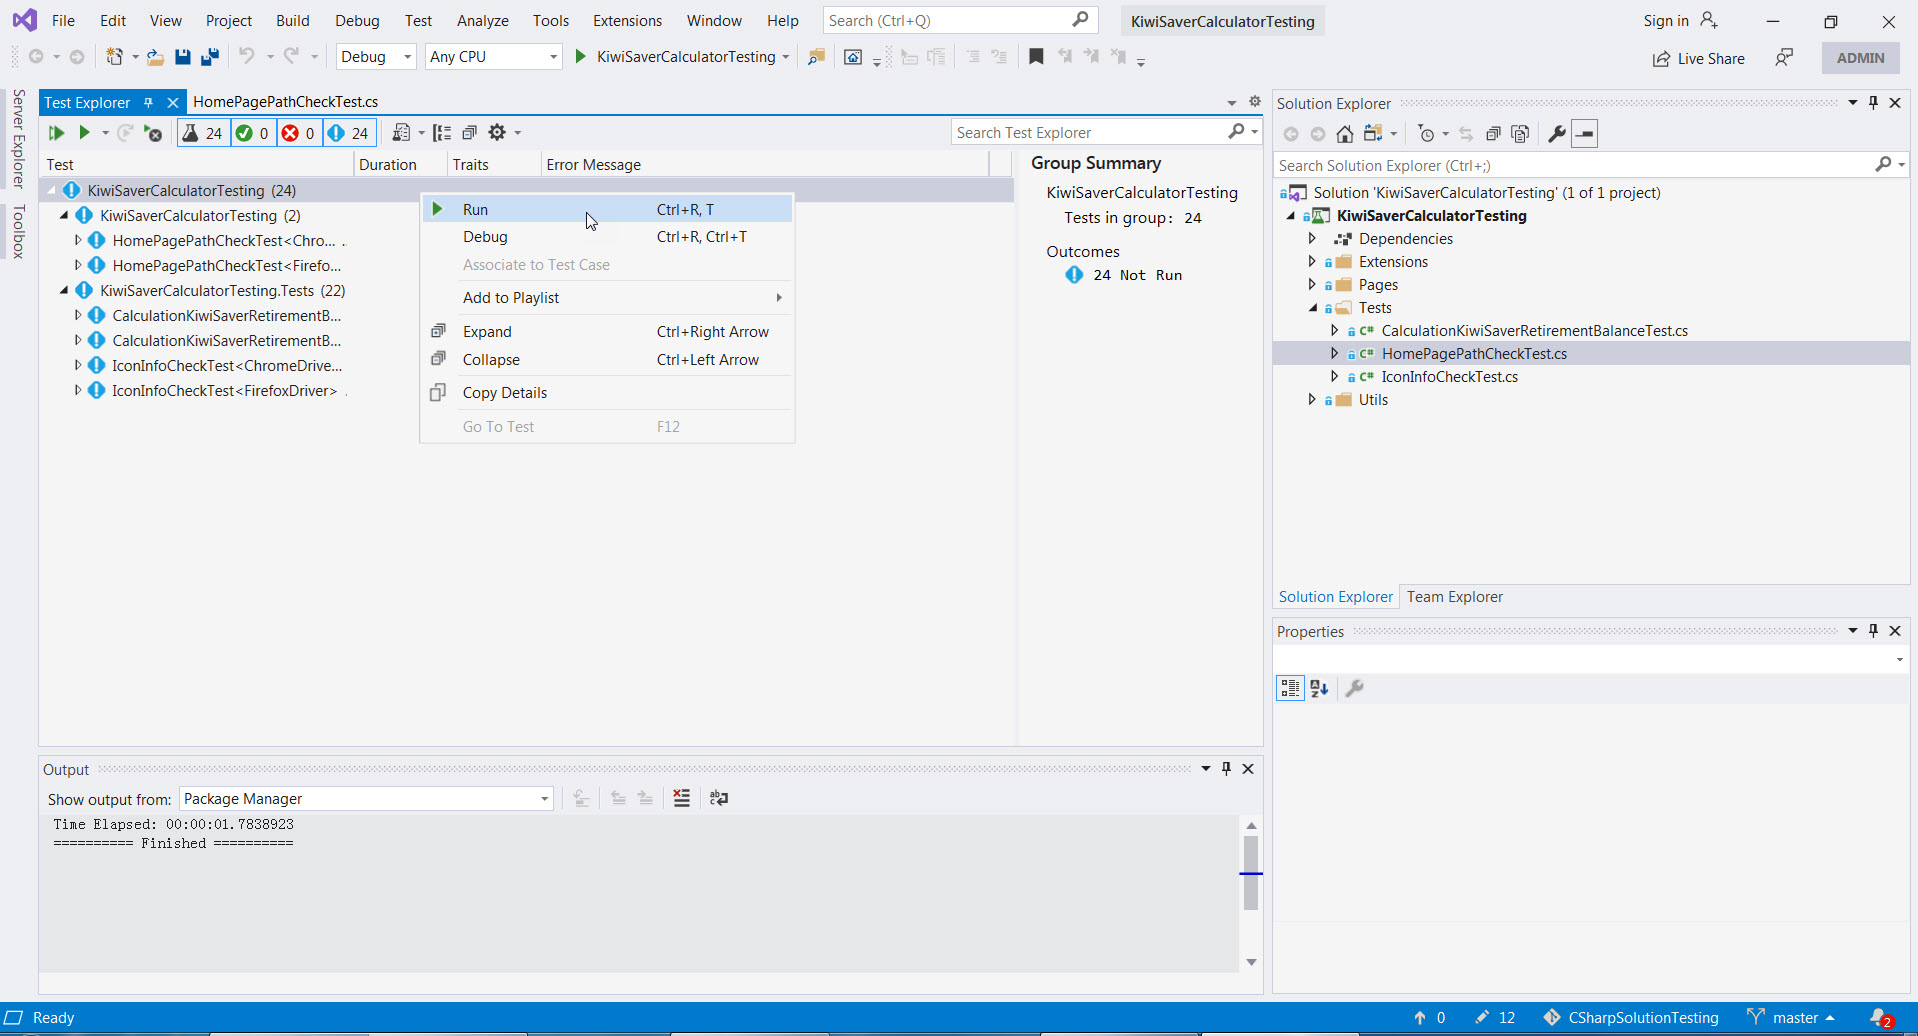 File Edit View Project Build Debug Test Analyze Tools Extensions Window Help Search (Ctrl+Q) KiwiSaverCalculatorTesting Sign in
Debug Any CPU KiwiSaverCalculatorTesting Live Share ADMIN
Server Explorer
Toolbox
Test Explorer HomePagePathCheckTest.cs
24 0 0 24 Search Test Explorer
Test Duration Traits Error Message
KiwiSaverCalculatorTesting (24)
KiwiSaverCalculatorTesting (2)
HomePagePathCheckTest<Chro... ..
HomePagePathCheckTest<Firefo...
KiwiSaverCalculatorTesting.Tests (22)
CalculationKiwiSaverRetirementB...
CalculationKiwiSaverRetirementB...
IconInfoCheckTest<ChromeDrive...
IconInfoCheckTest<FirefoxDriver> .
Run Ctrl+R, T
Debug Ctrl+R, Ctrl+T
Associate to Test Case
Add to Playlist
Expand Ctrl+Right Arrow
Collapse Ctrl+Left Arrow
Copy Details
Go To Test F12
Group Summary
KiwiSaverCalculatorTesting
Tests in group: 24
Outcomes
24 Not Run
Solution Explorer
Search Solution Explorer (Ctrl+;)
Solution 'KiwiSaverCalculatorTesting' (1 of 1 project)
KiwiSaverCalculatorTesting
Dependencies
Extensions
Pages
Tests
C# CalculationKiwiSaverRetirementBalanceTest.cs
C# HomePagePathCheckTest.cs
C# IconInfoCheckTest.cs
Utils
Solution Explorer Team Explorer
Properties
Output
Show output from: Package Manager
Time Elapsed: 00:00:01.7838923
========== Finished ==========
Ready 0 12 CSharpSolutionTesting master 2